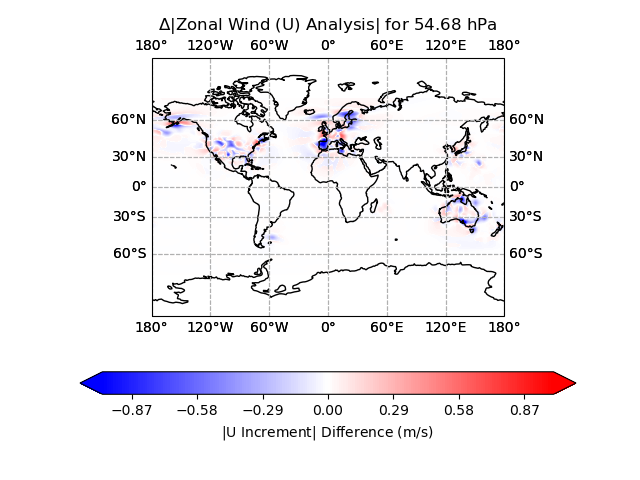 Δ|Zonal Wind (U) Analysis| for 54.68 hPa
180° 120°W 60°W 0° 60°E 120°E 180°
60°N 60°N
30°N 30°N
0° 0°
30°S 30°S
60°S 60°S
180° 120°W 60°W 0° 60°E 120°E 180°
−0.87 −0.58 −0.29 0.00 0.29 0.58 0.87
|U Increment| Difference (m/s)